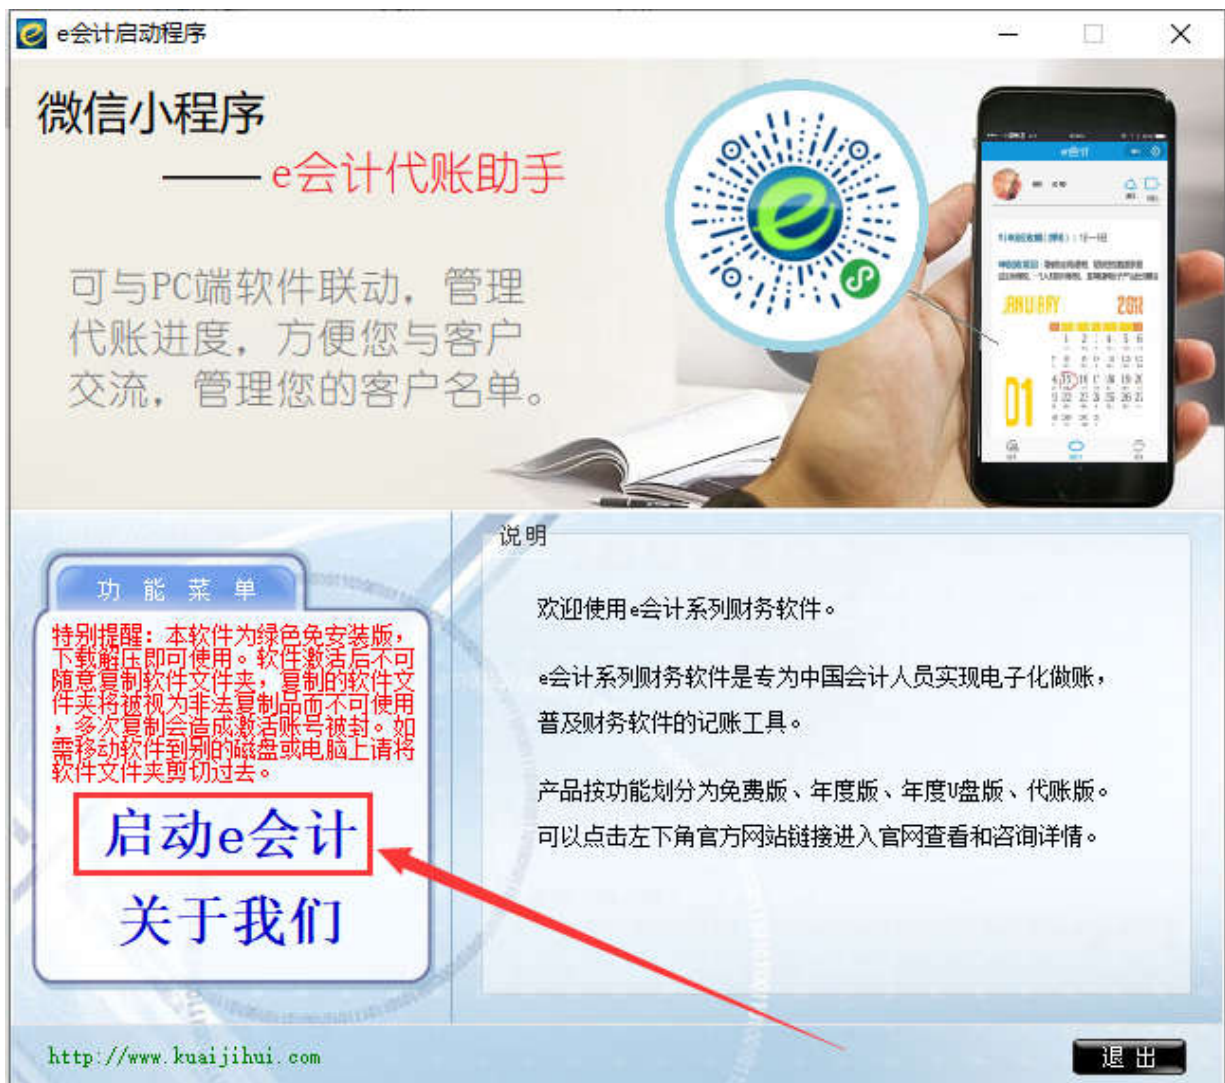 e会计启动程序
微信小程序
—— e会计代账助手
可与PC端软件联动，管理
代账进度，方便您与客户
交流，管理您的客户名单。
e会计
JANUARY 2018
01
功能菜单
特别提醒：本软件为绿色免安装版，
下载解压即可使用。软件激活后不可
随意复制软件文件夹，复制的软件文
件夹将被视为非法复制品而不可使用
，多次复制会造成激活账号被封。如
需移动软件到别的磁盘或电脑上请将
软件文件夹剪切过去。
启动e会计
关于我们
说明
欢迎使用e会计系列财务软件。
e会计系列财务软件是专为中国会计人员实现电子化做账，
普及财务软件的记账工具。
产品按功能划分为免费版、年度版、年度U盘版、代账版。
可以点击左下角官方网站链接进入官网查看和咨询详情。
http://www.kuaijihui.com
退出